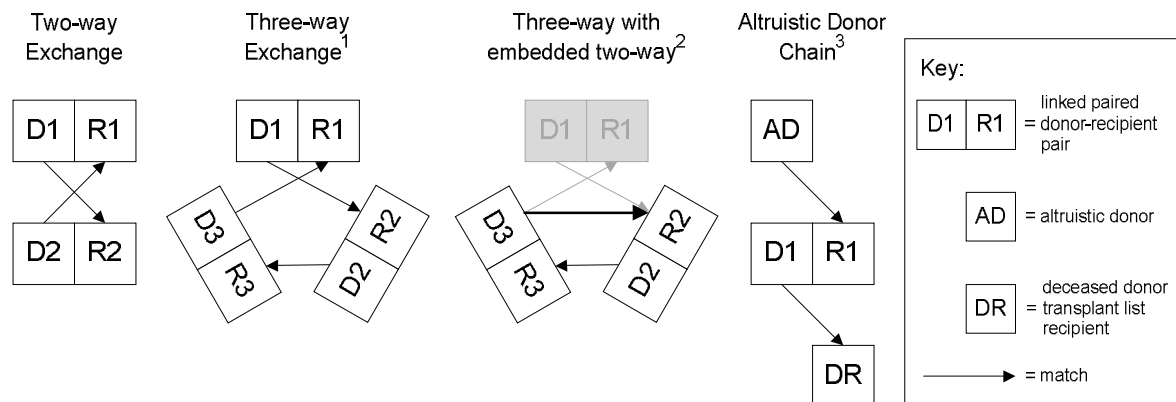 Two-way
Exchange
D1 R1
D2 R2
Three-way
Exchange1
D1 R1
D3
R3
R2
D2
Three-way with
embedded two-way2
D1 R1
D3
R3
R2
D2
Altruistic Donor
Chain3
AD
D1 R1
DR
Key:
D1 R1 = linked paired
donor-recipient
pair
AD = altruistic donor
DR = deceased donor
transplant list
recipient
= match